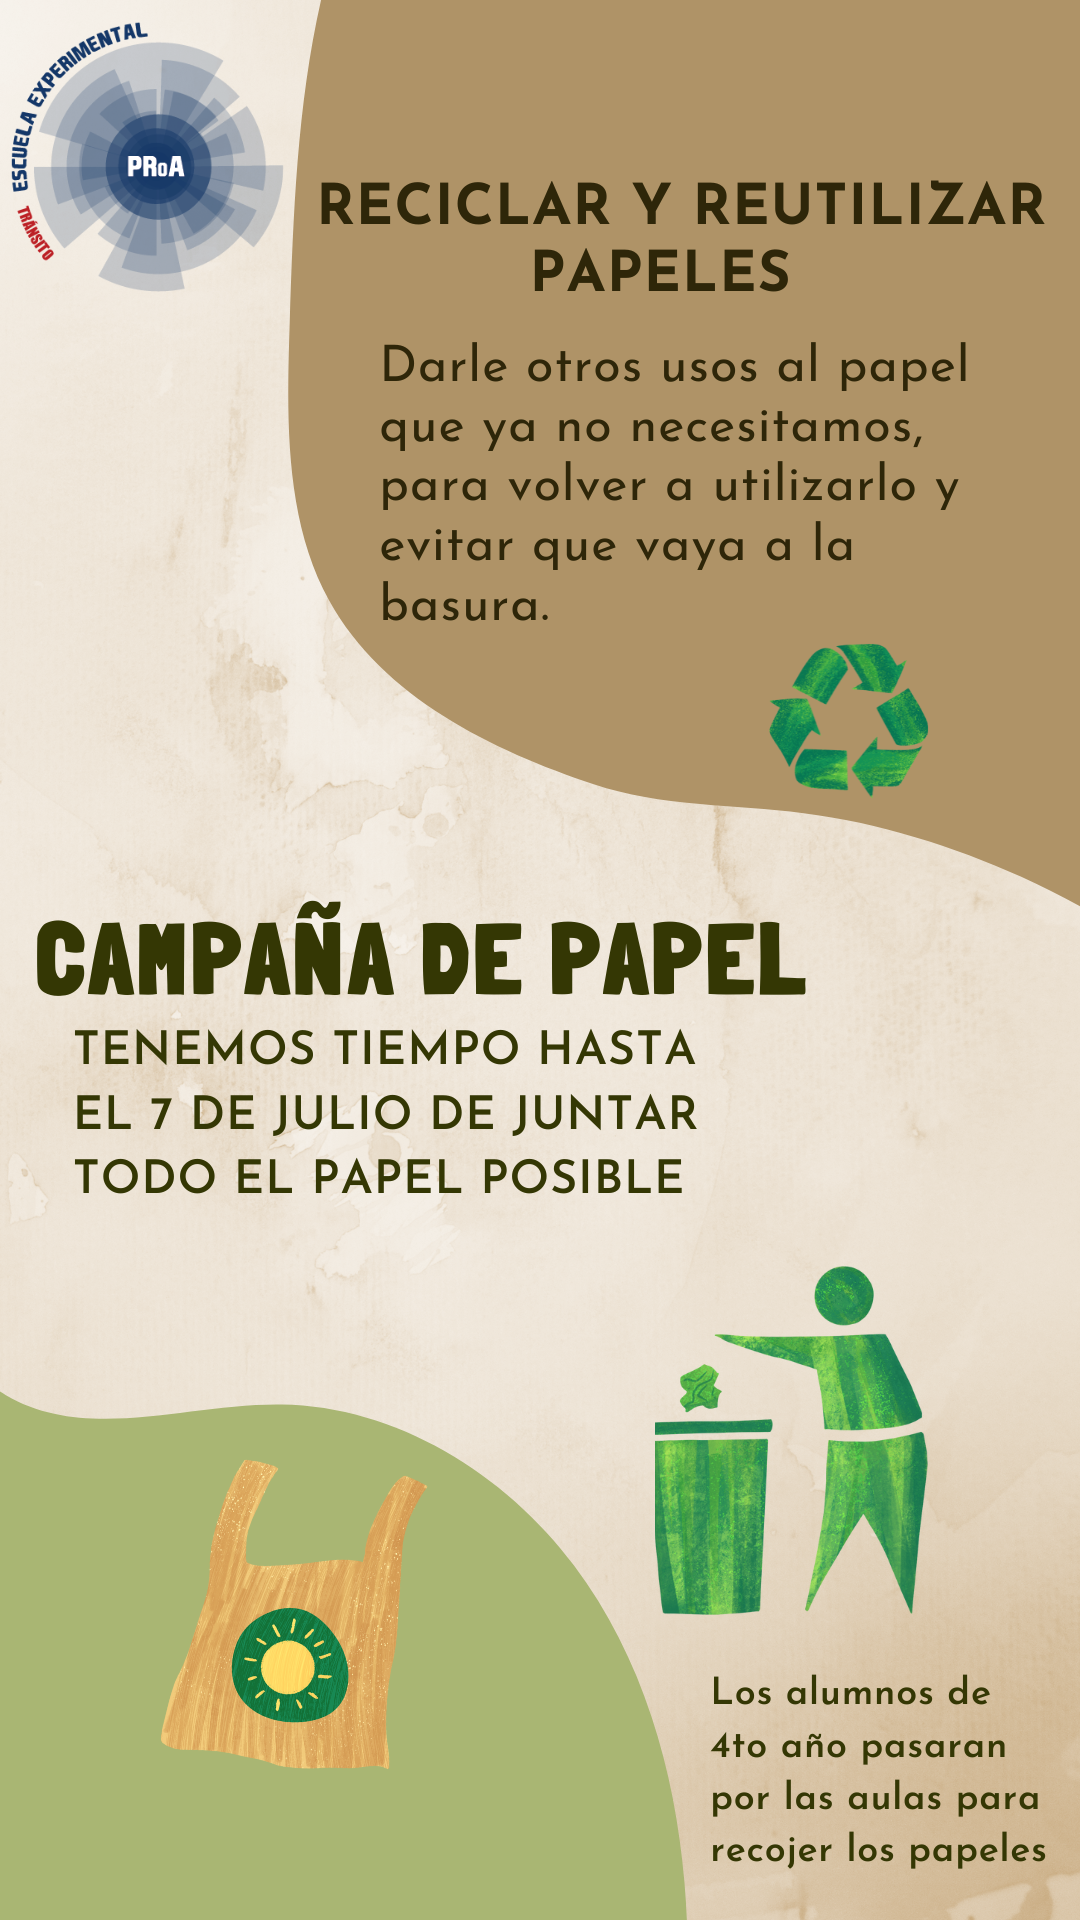 ESCUELA EXPERIMENTAL
PRoA
TRÁNSITO
RECICLAR Y REUTILIZAR
PAPELES
Darle otros usos al papel
que ya no necesitamos,
para volver a utilizarlo y
evitar que vaya a la
basura.
CAMPAÑA DE PAPEL
TENEMOS TIEMPO HASTA
EL 7 DE JULIO DE JUNTAR
TODO EL PAPEL POSIBLE
Los alumnos de
4to año pasaran
por las aulas para
recojer los papeles